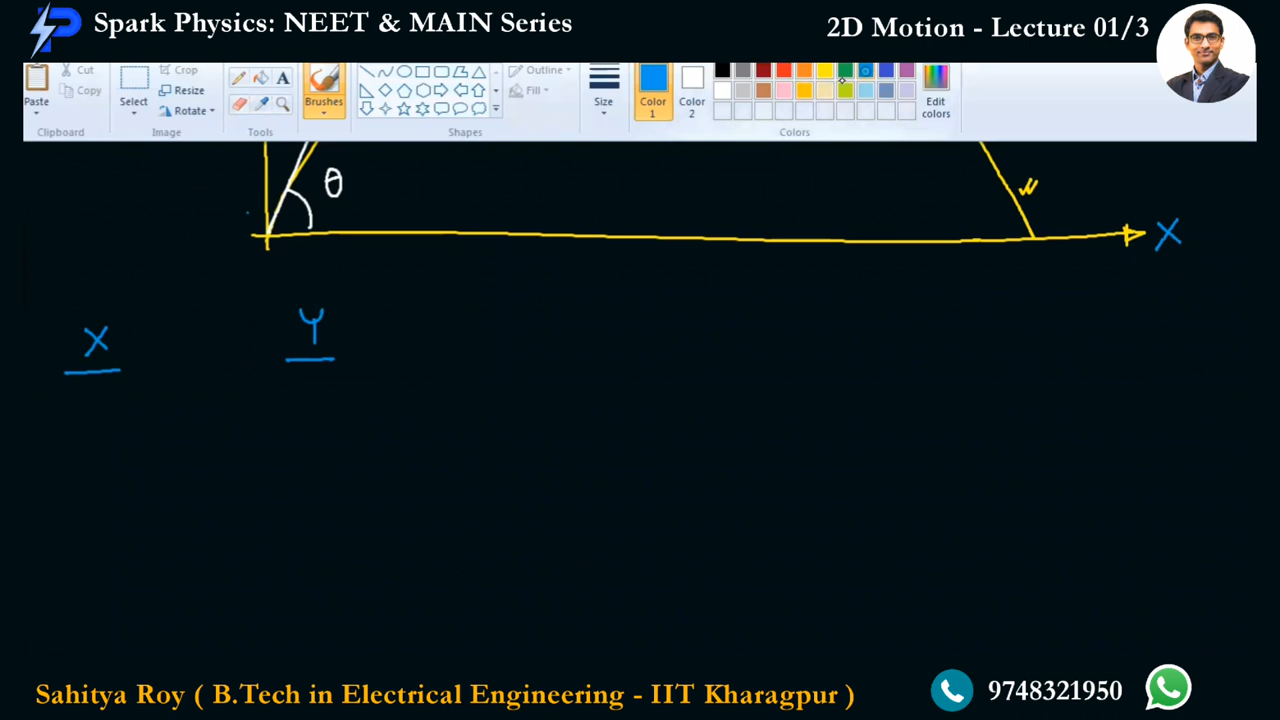 Spark Physics: NEET & MAIN Series
2D Motion - Lecture 01/3
Cut
Copy
Paste
Clipboard
Select
Crop
Resize
Rotate
Image
A
Tools
Brushes
Outline
Fill
Shapes
Size
Color 1
Color 2
Edit colors
Colors
θ
X
X
Y
Sahitya Roy ( B.Tech in Electrical Engineering - IIT Kharagpur )
9748321950